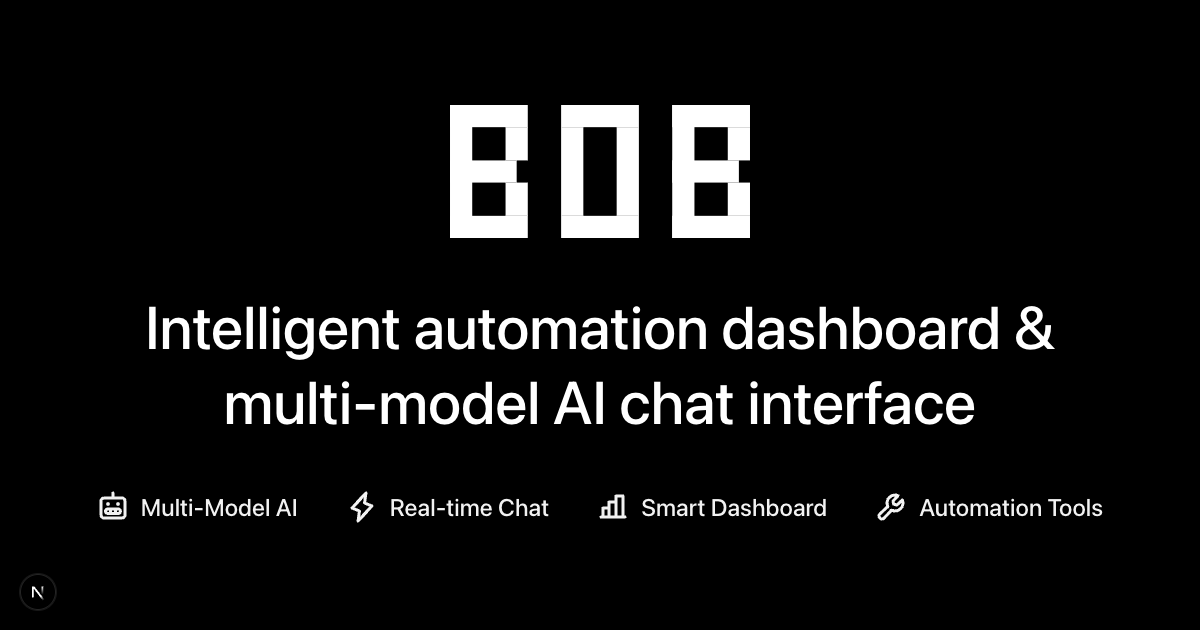 BOB
Intelligent automation dashboard &
multi-model AI chat interface
Multi-Model AI
Real-time Chat
Smart Dashboard
Automation Tools
N